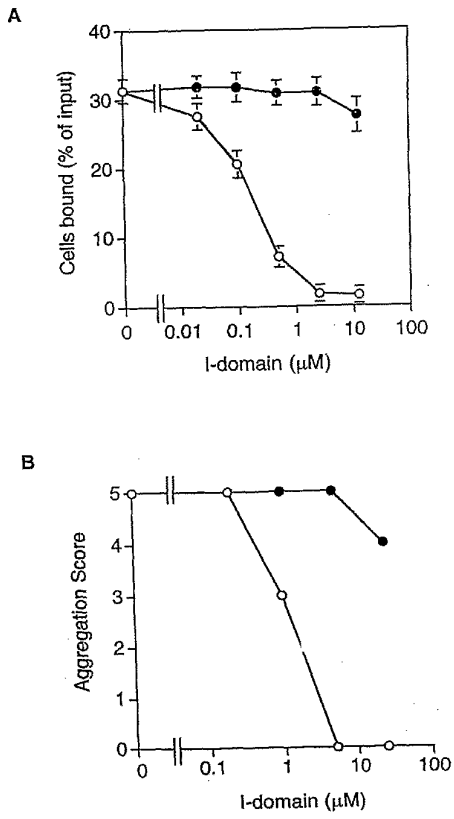 A
Cells bound (% of input)
40
30
20
10
0
0 0.01 0.1 1 10 100
I-domain (μM)
B
Aggregation Score
5
4
3
2
1
0
0 0.1 1 10 100
I-domain (μM)